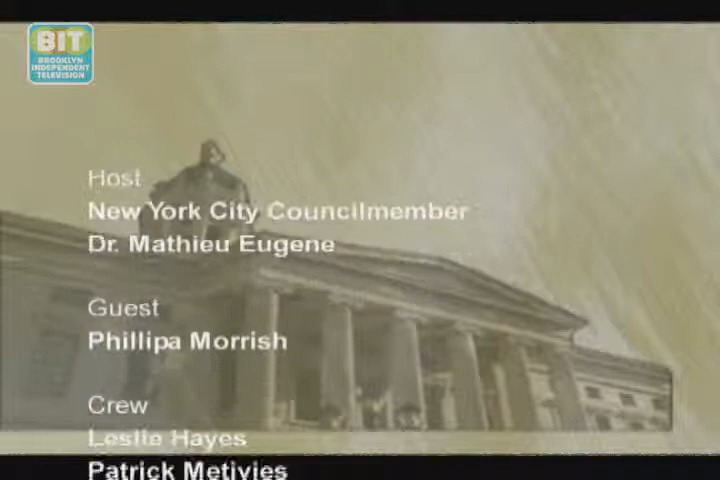 BIT
BROOKLYN
INDEPENDENT
TELEVISION
Host
New York City Councilmember
Dr. Mathieu Eugene
Guest
Phillipa Morrish
Crew
Leslie Hayes
Patrick Metivies